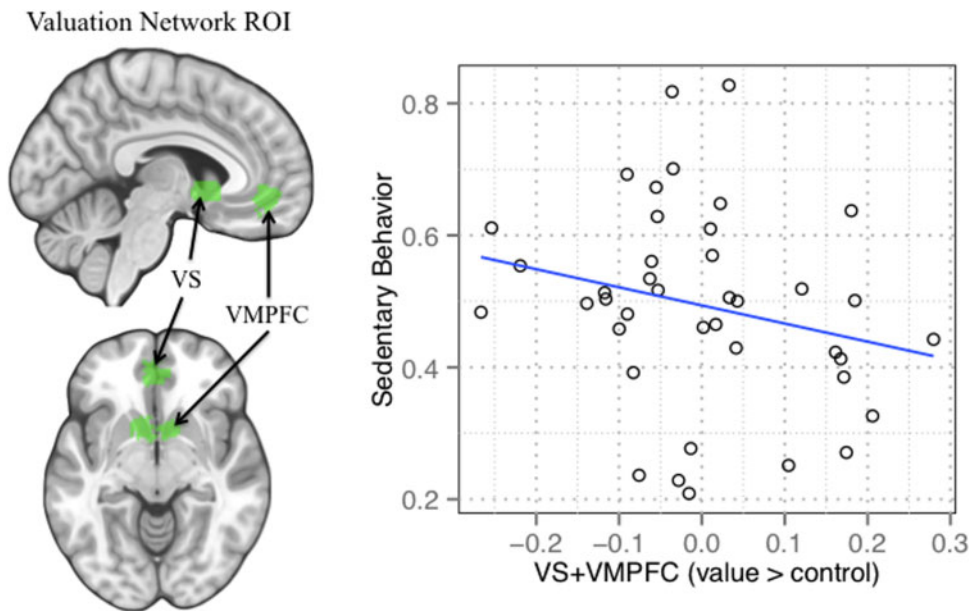 Valuation Network ROI
VS
VMPFC
Sedentary Behavior
0.8
0.6
0.4
0.2
−0.2
−0.1
0.0
0.1
0.2
0.3
VS+VMPFC (value > control)